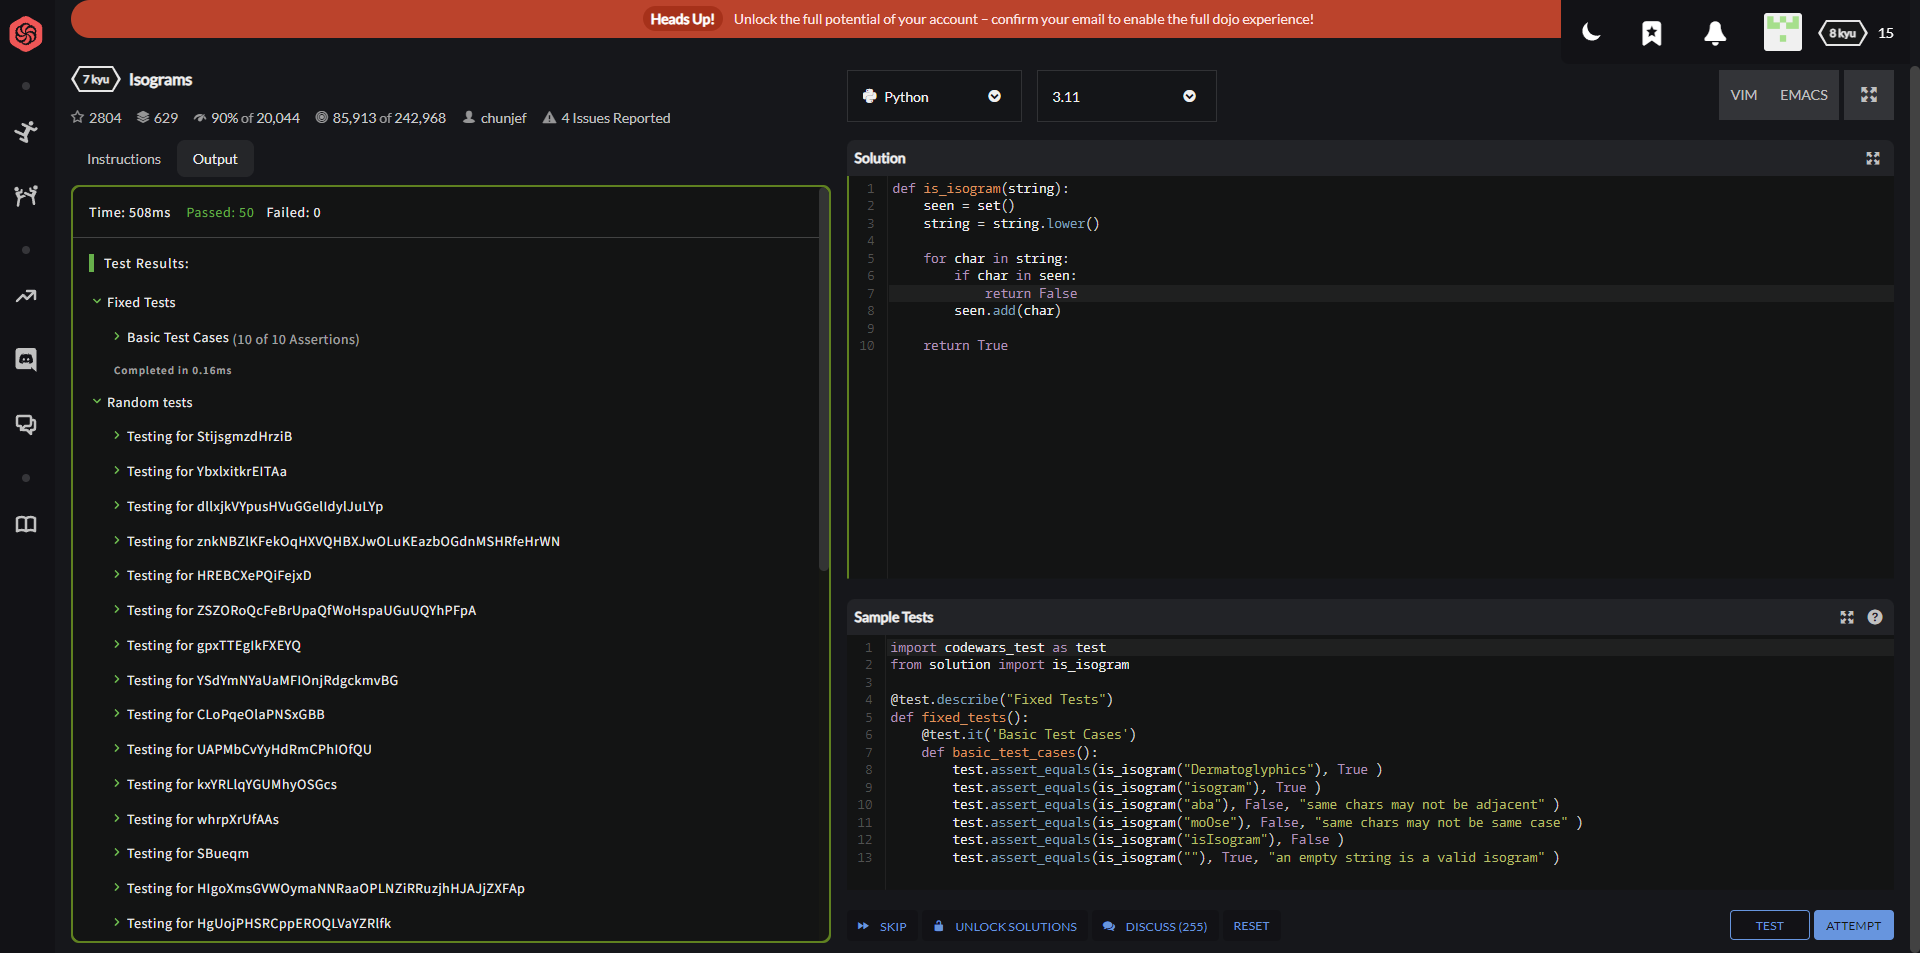 Heads Up! Unlock the full potential of your account – confirm your email to enable the full dojo experience!
8 kyu 15
7 kyu Isograms
2804 629 90% of 20,044 85,913 of 242,968 chunjef 4 Issues Reported
Instructions Output
Time: 508ms Passed: 50 Failed: 0
Test Results:
Fixed Tests
Basic Test Cases (10 of 10 Assertions)
Completed in 0.16ms
Random tests
Testing for StijsgmzdHrziB
Testing for YbxlxitkrEITAa
Testing for dllxjkVYpusHVuGGelIdylJuLYp
Testing for znkNBZlKFekOqHXVQHBXJwOLuKEazbOGdnMSHRfeHrWN
Testing for HREBCXePQiFejxD
Testing for ZSZORoQcFeBrUpaQfWoHspaUGuUQYhPFpA
Testing for gpxTTEgIkFXEYQ
Testing for YSdYmNYaUaMFIOnjRdgckmvBG
Testing for CLoPqeOlaPNSxGBB
Testing for UAPMbCvYyHdRmCPhIOfQU
Testing for kxYRLlqYGUMhyOSGcs
Testing for whrpXrUfAAs
Testing for SBueqm
Testing for HIgoXmsGVWOymaNNRaaOPLNZiRRuzjhHJAJjZXFAp
Testing for HgUojPHSRCppEROQLVaYZRlfk
Python 3.11 VIM EMACS
Solution
1 def is_isogram(string):
2 seen = set()
3 string = string.lower()
4
5 for char in string:
6 if char in seen:
7 return False
8 seen.add(char)
9
10 return True
Sample Tests
1 import codewars_test as test
2 from solution import is_isogram
3
4 @test.describe("Fixed Tests")
5 def fixed_tests():
6 @test.it('Basic Test Cases')
7 def basic_test_cases():
8 test.assert_equals(is_isogram("Dermatoglyphics"), True )
9 test.assert_equals(is_isogram("isogram"), True )
10 test.assert_equals(is_isogram("aba"), False, "same chars may not be adjacent" )
11 test.assert_equals(is_isogram("moOse"), False, "same chars may not be same case" )
12 test.assert_equals(is_isogram("isIsogram"), False )
13 test.assert_equals(is_isogram(""), True, "an empty string is a valid isogram" )
SKIP UNLOCK SOLUTIONS DISCUSS (255) RESET TEST ATTEMPT